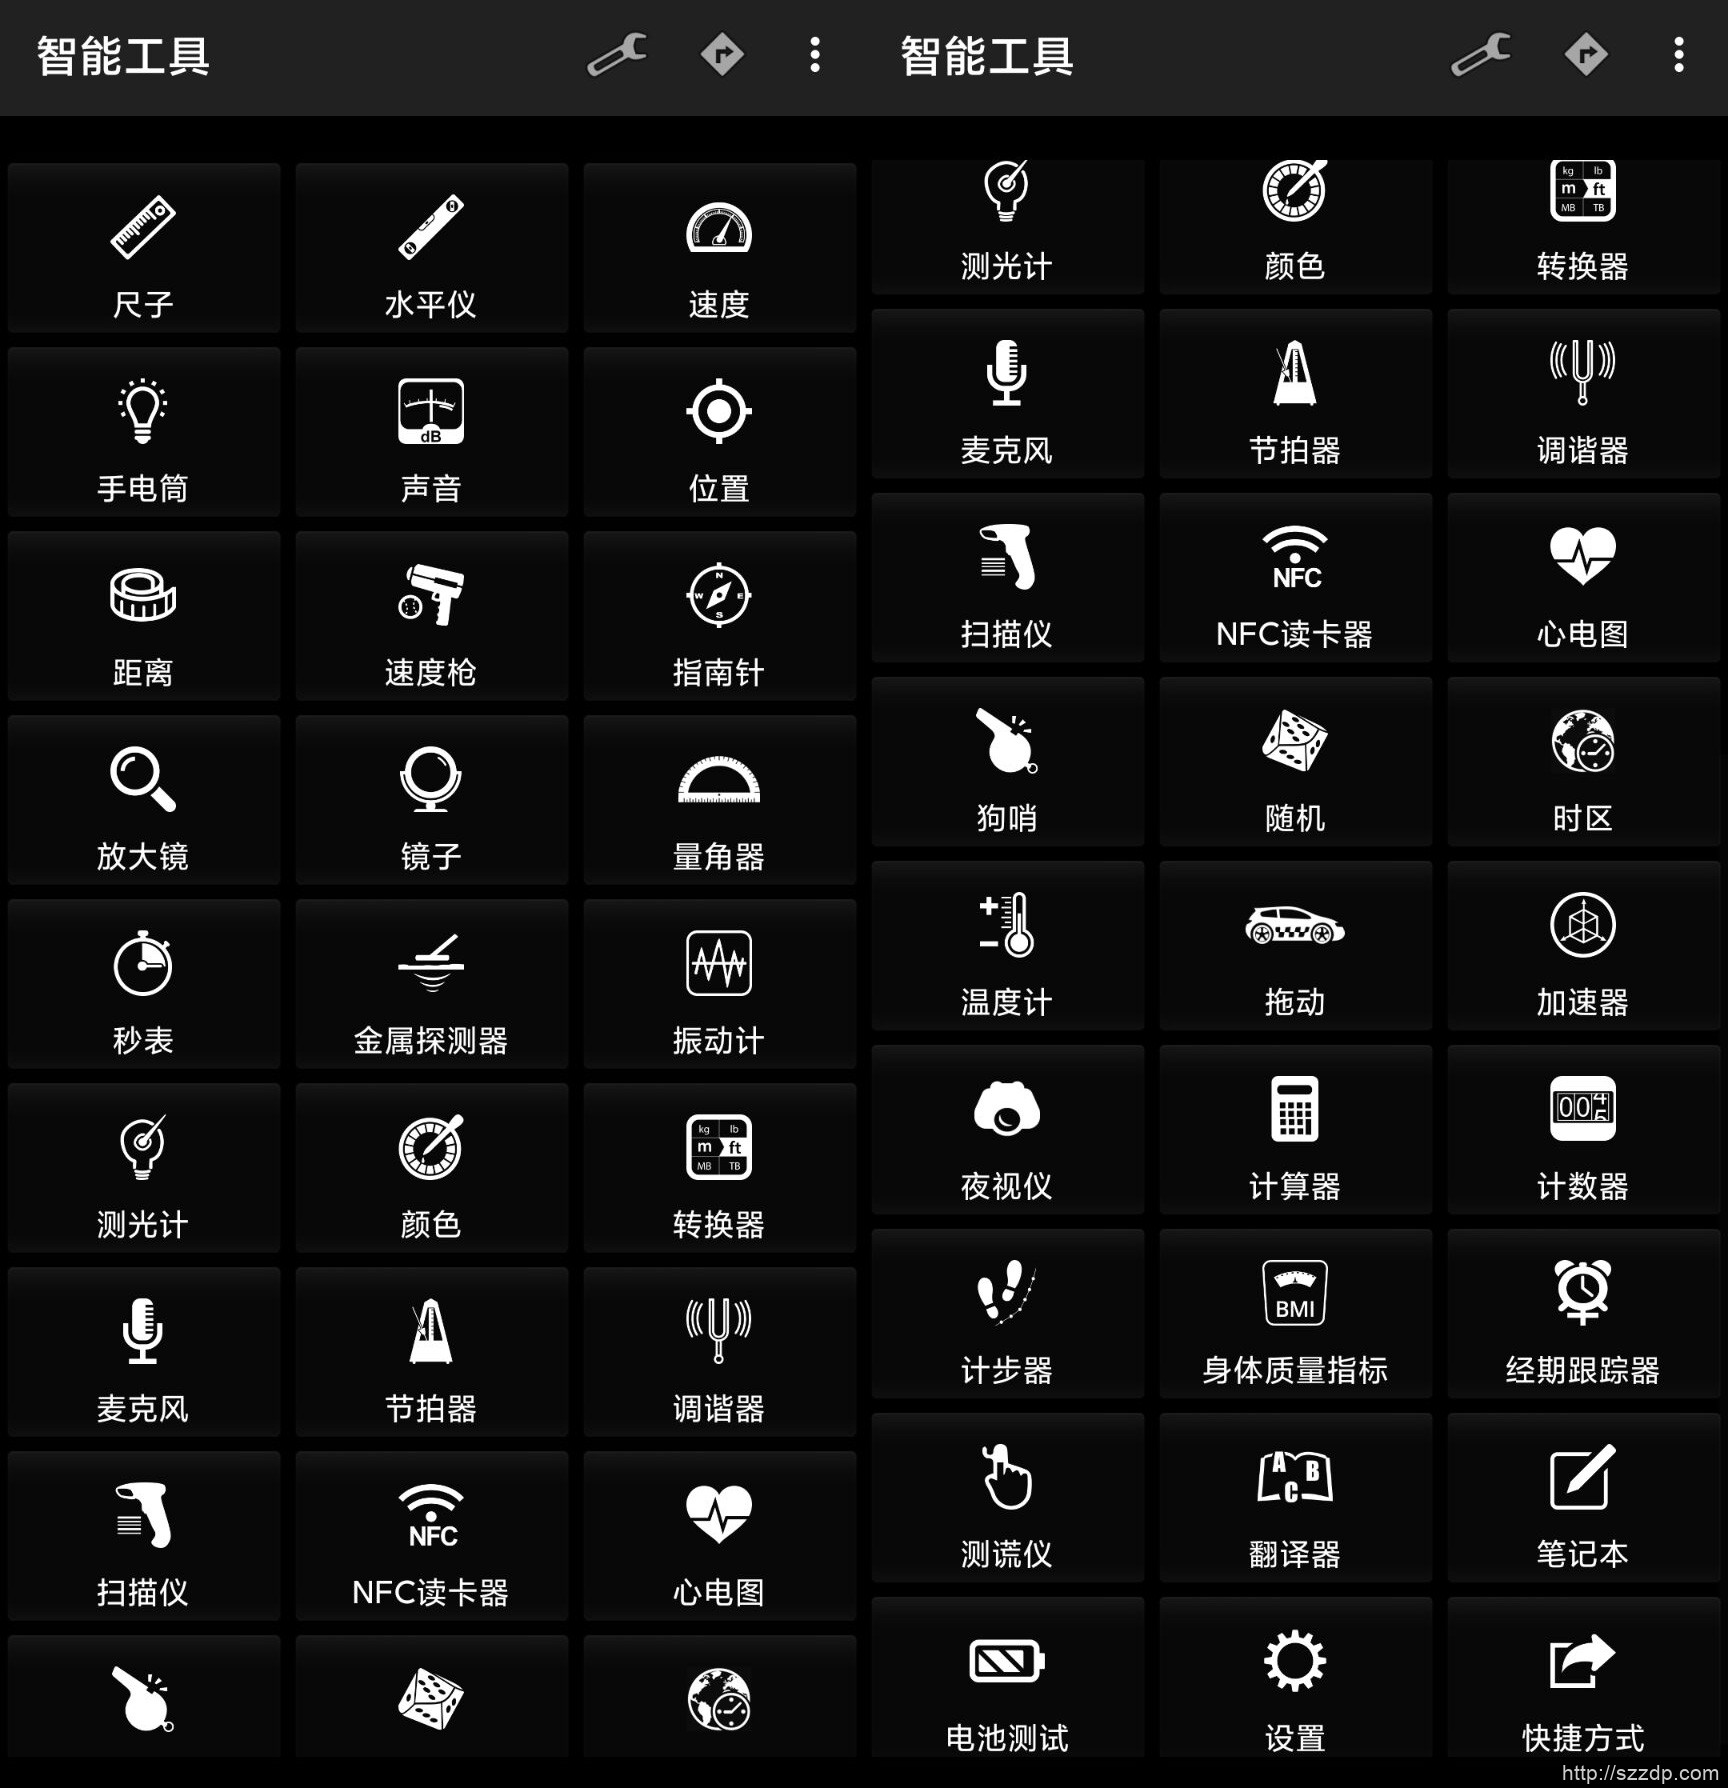 智能工具
尺子
水平仪
速度
dB
手电筒
声音
位置
N
W E
S
距离
速度枪
指南针
放大镜
镜子
量角器
秒表
金属探测器
振动计
kg lb
m ft
MB TB
测光计
颜色
转换器
麦克风
节拍器
调谐器
NFC
扫描仪
NFC读卡器
心电图
智能工具
kg lb
m ft
MB TB
测光计
颜色
转换器
麦克风
节拍器
调谐器
NFC
扫描仪
NFC读卡器
心电图
狗哨
随机
时区
温度计
拖动
加速器
夜视仪
计算器
计数器
BMI
计步器
身体质量指标
经期跟踪器
A B
C
测谎仪
翻译器
笔记本
电池测试
设置
快捷方式
http://szzdp.com